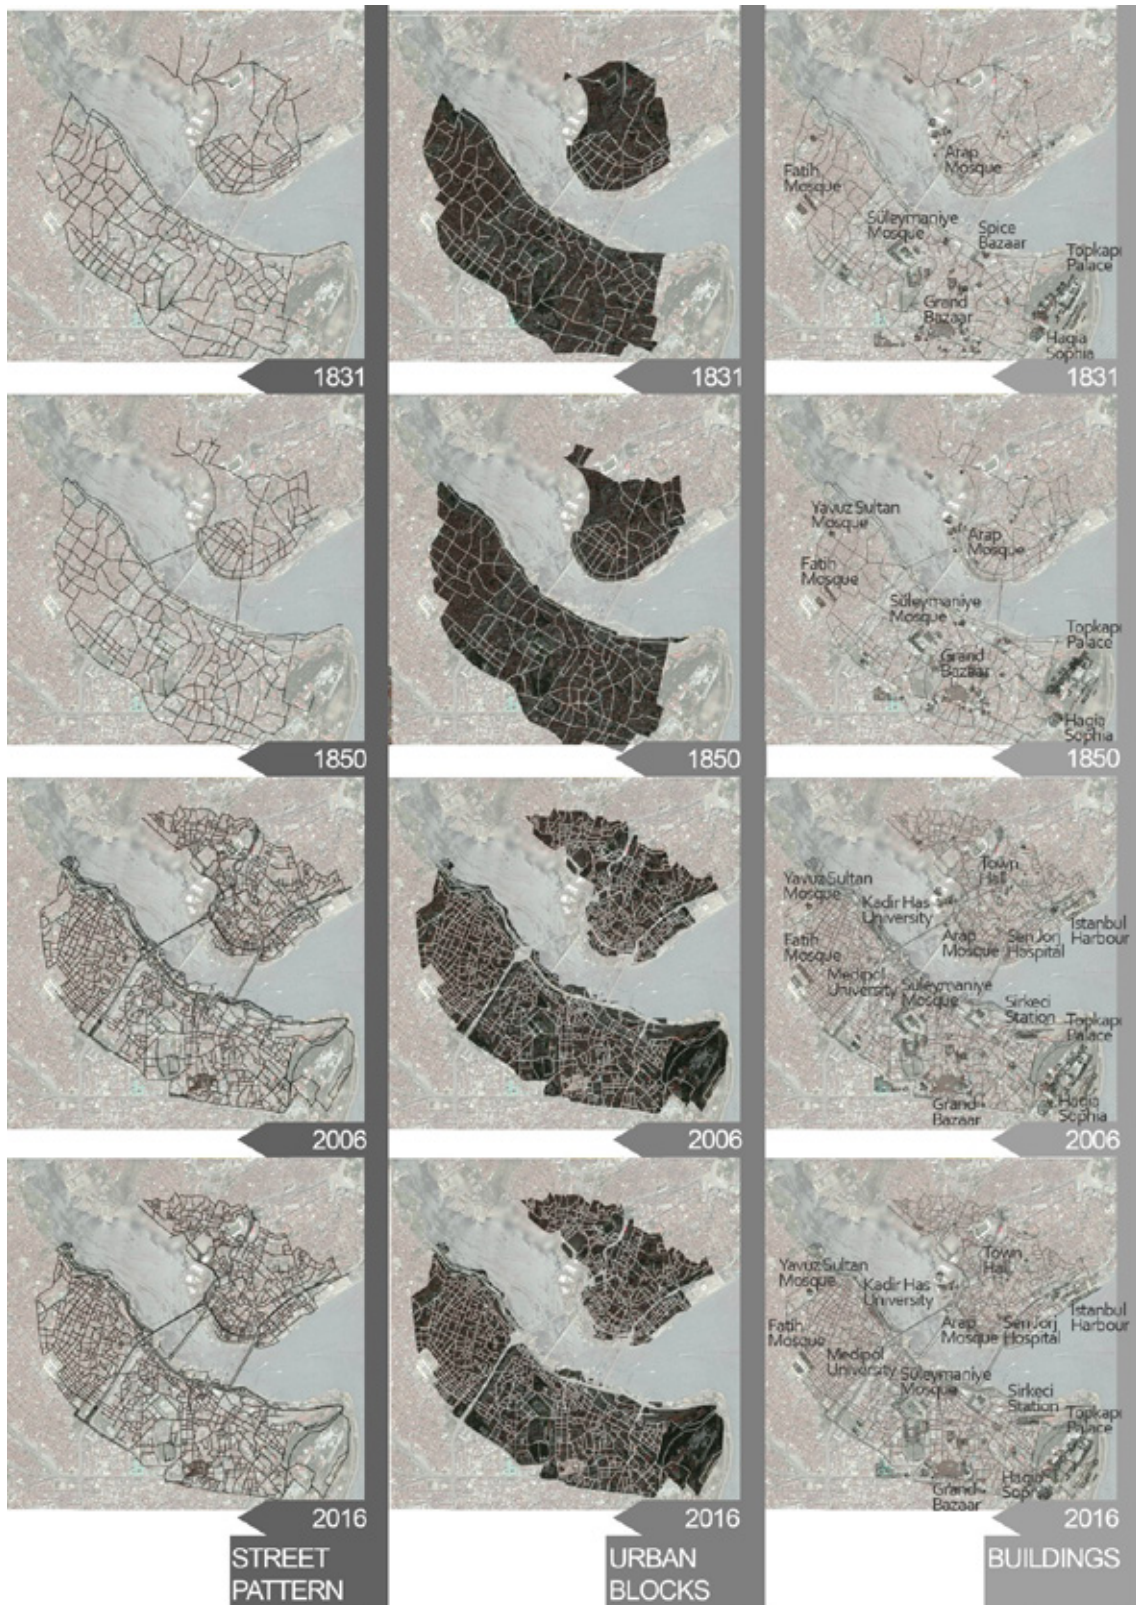 Arap
Mosque
Fatih
Mosque
Süleymaniye
Mosque
Spice
Bazaar
Topkapı
Palace
Grand
Bazaar
Hagia
Sophia
1831
1831
1831
Yavuz Sultan
Mosque
Arap
Mosque
Fatih
Mosque
Süleymaniye
Mosque
Topkapı
Palace
Grand
Bazaar
Hagia
Sophia
1850
1850
1850
Town
Hall
Yavuz Sultan
Mosque
Kadir Has
University
Istanbul
Harbour
Arap
Mosque
Sen Jorj
Hospital
Fatih
Mosque
Medipol
University
Süleymaniye
Mosque
Sirkeci
Station
Topkapı
Palace
Grand
Bazaar
Hagia
Sophia
2006
2006
2006
Town
Hall
Yavuz Sultan
Mosque
Kadir Has
University
Istanbul
Harbour
Arap
Mosque
Sen Jorj
Hospital
Fatih
Mosque
Medipol
University
Süleymaniye
Mosque
Sirkeci
Station
Topkapı
Palace
Hagia
Sophia
Grand
Bazaar
2016
2016
2016
STREET
PATTERN
URBAN
BLOCKS
BUILDINGS